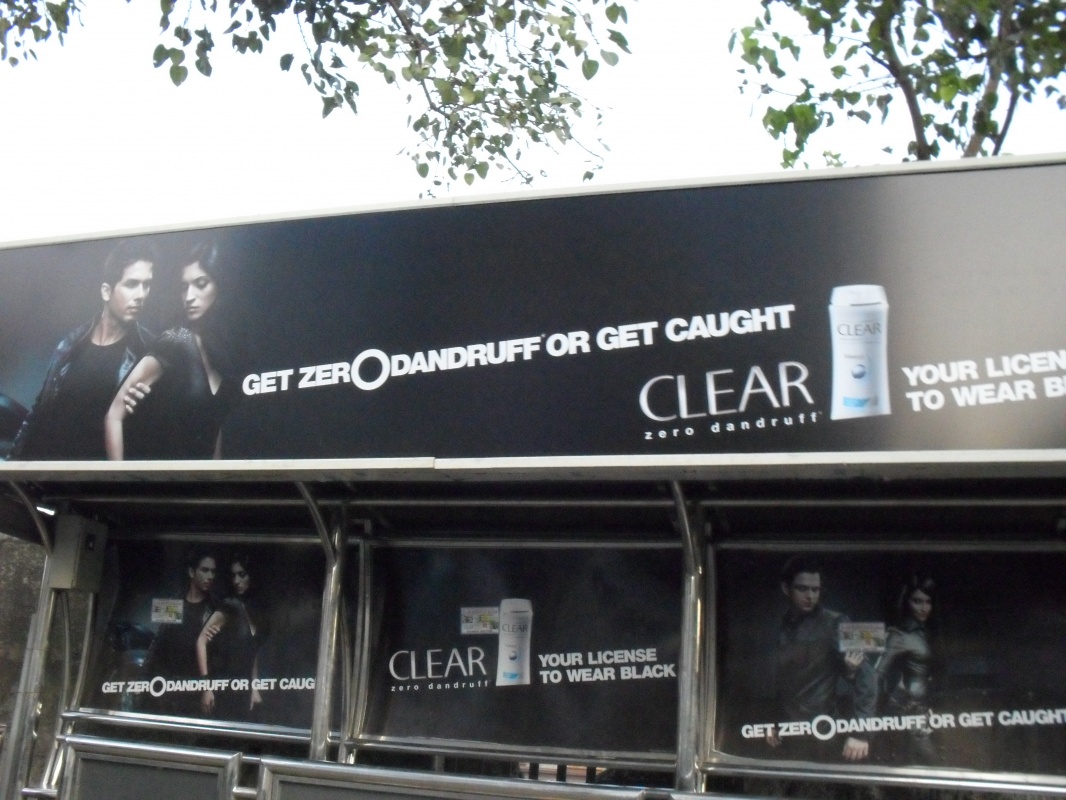 GET ZERO DANDRUFF OR GET CAUGHT
CLEAR
zero dandruff
CLEAR
YOUR LICEN
TO WEAR B
GET ZERO DANDRUFF OR GET CAUG
CLEAR
zero dandruff
CLEAR
YOUR LICENSE
TO WEAR BLACK
GET ZERO DANDRUFF OR GET CAUGHT